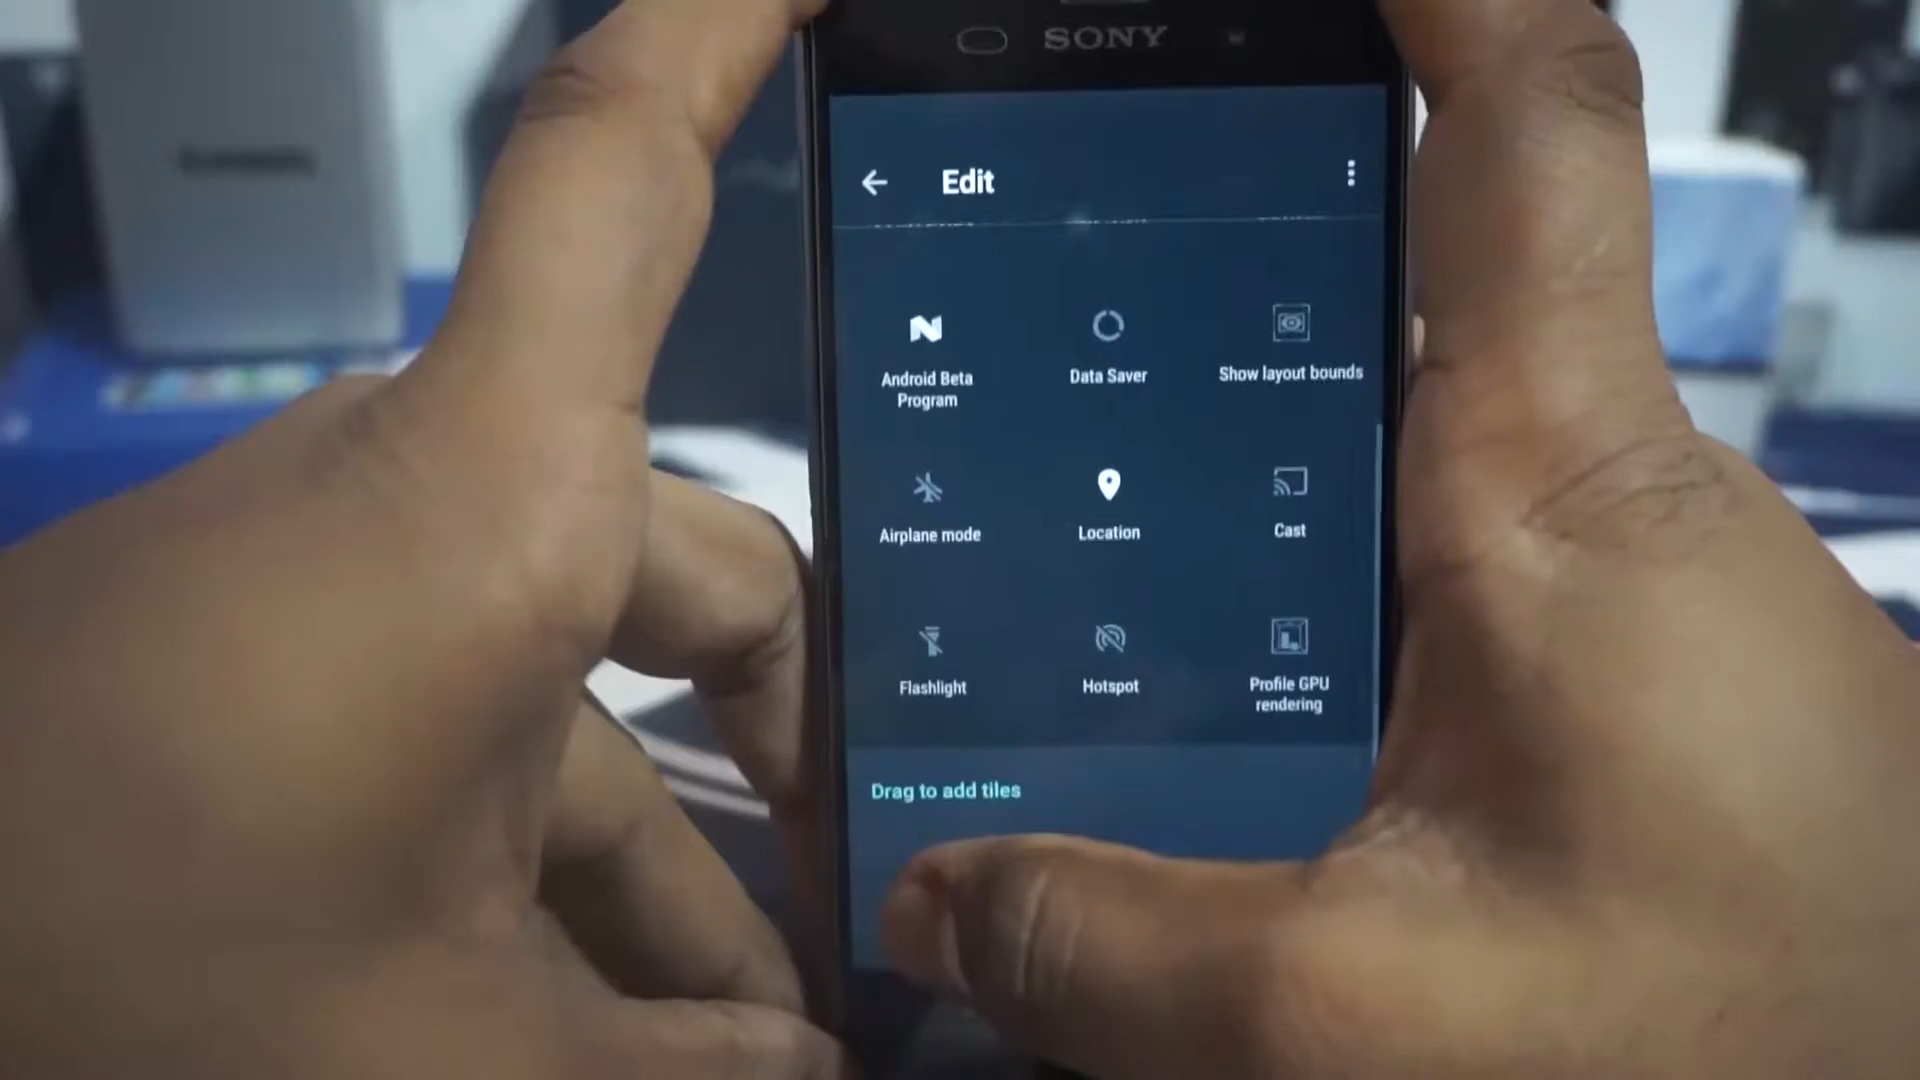 SONY
Edit
Android Beta
Program
Data Saver
Show layout bounds
Airplane mode
Location
Cast
Flashlight
Hotspot
Profile GPU
rendering
Drag to add tiles